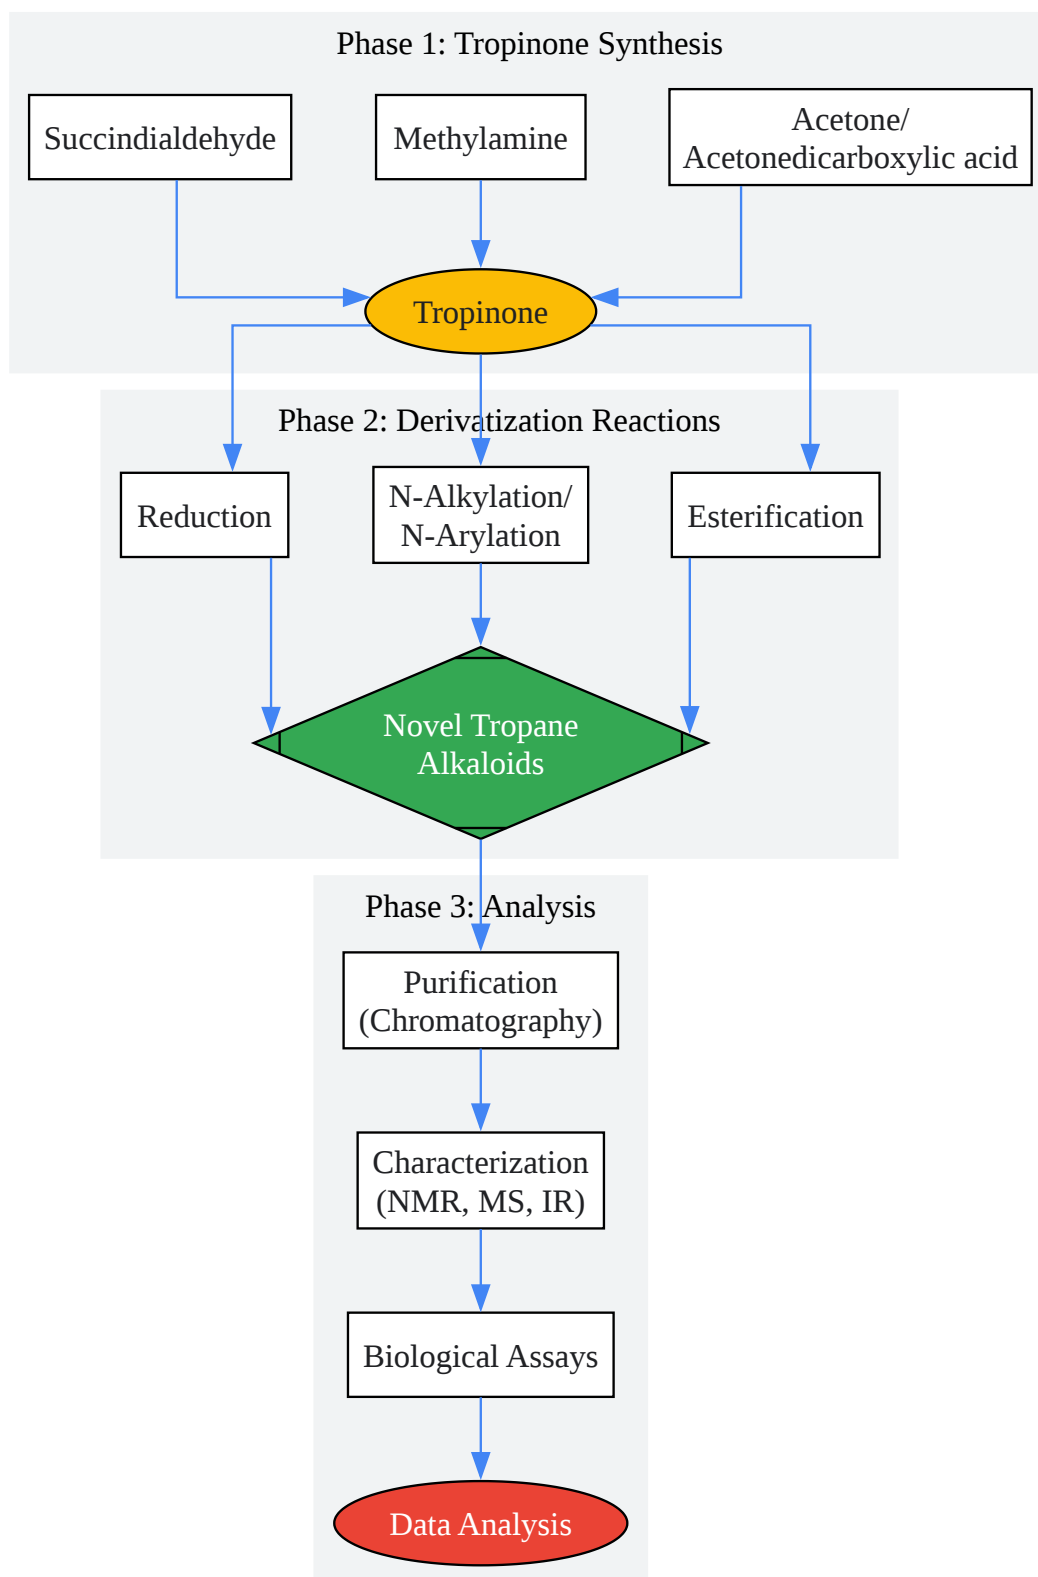 Phase 1: Tropinone Synthesis
Succindialdehyde
Methylamine
Acetone/
Acetonedicarboxylic acid
Tropinone
Phase 2: Derivatization Reactions
Reduction
N-Alkylation/
N-Arylation
Esterification
Novel Tropane
Alkaloids
Phase 3: Analysis
Purification
(Chromatography)
Characterization
(NMR, MS, IR)
Biological Assays
Data Analysis